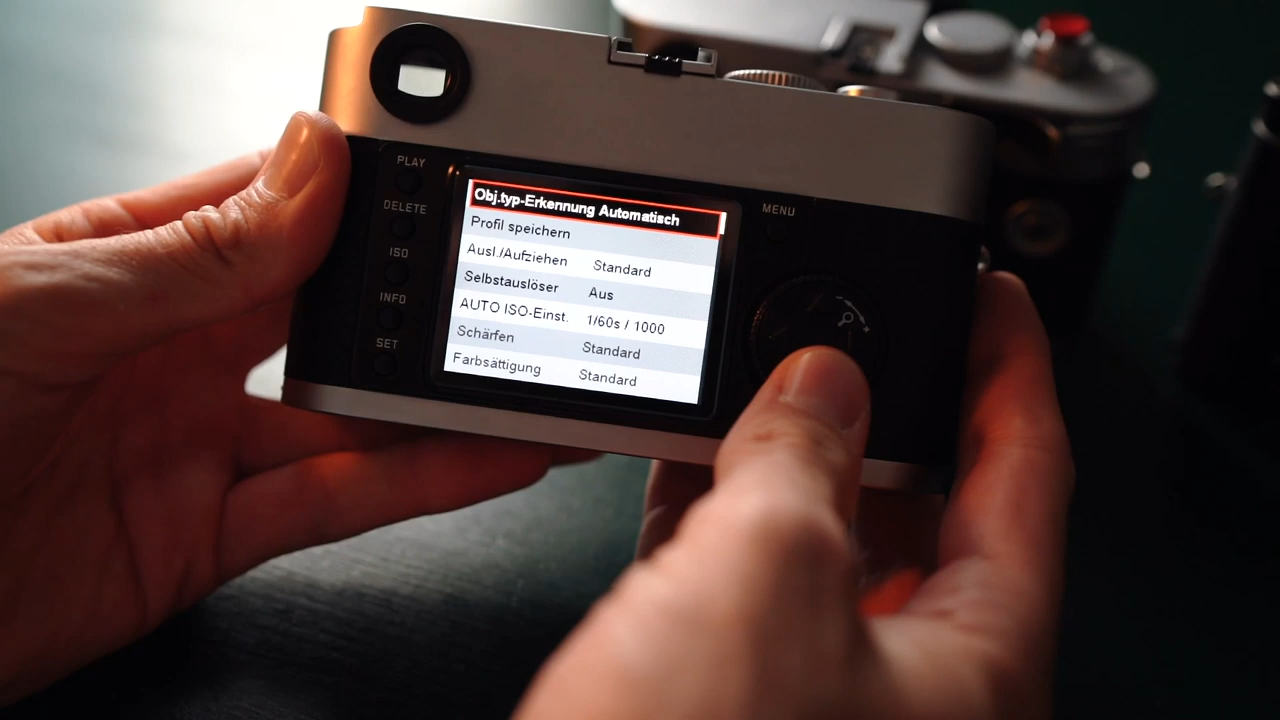 PLAY
DELETE
ISO
INFO
SET
Obj.typ-Erkennung Automatisch
Profil speichern
Ausl./Aufziehen Standard
Selbstauslöser Aus
AUTO ISO-Einst. 1/60s / 1000
Schärfen Standard
Farbsättigung Standard
MENU